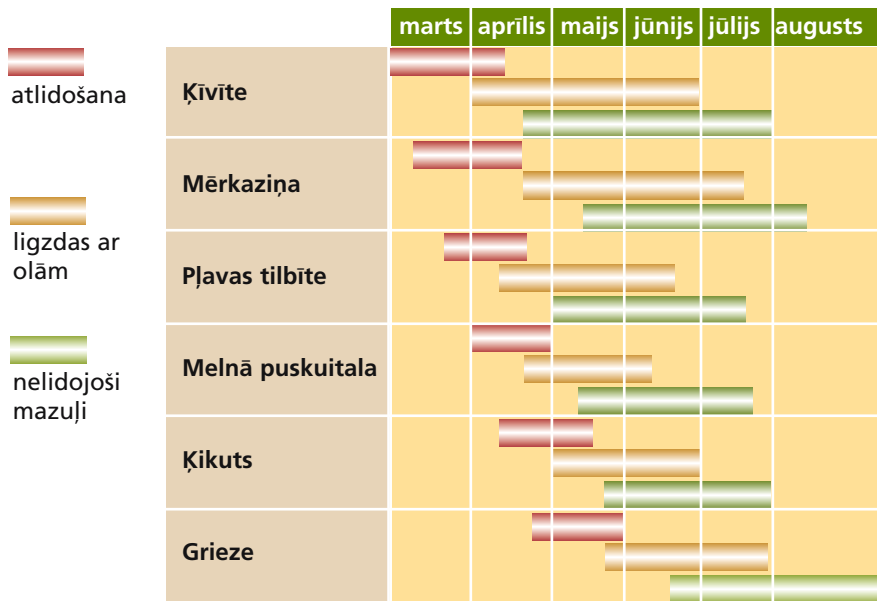 marts aprīlis maijs jūnijs jūlijs augusts
atlidošana
ligzdas ar
olām
nelidojoši
mazuļi
Ķīvīte
Mērkaziņa
Pļavas tilbīte
Melnā puskuitala
Ķikuts
Grieze